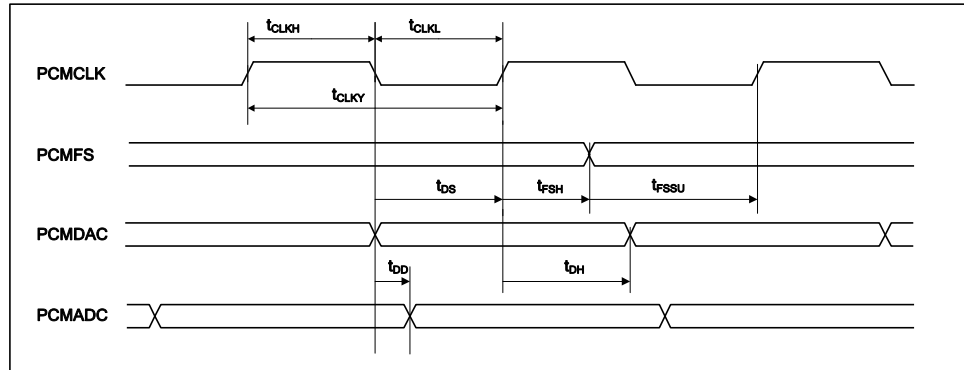 tCLKH tCLKL
PCMCLK
tCLKY
PCMFS
tDS tFSH tFSSU
PCMDAC
tDD tDH
PCMADC